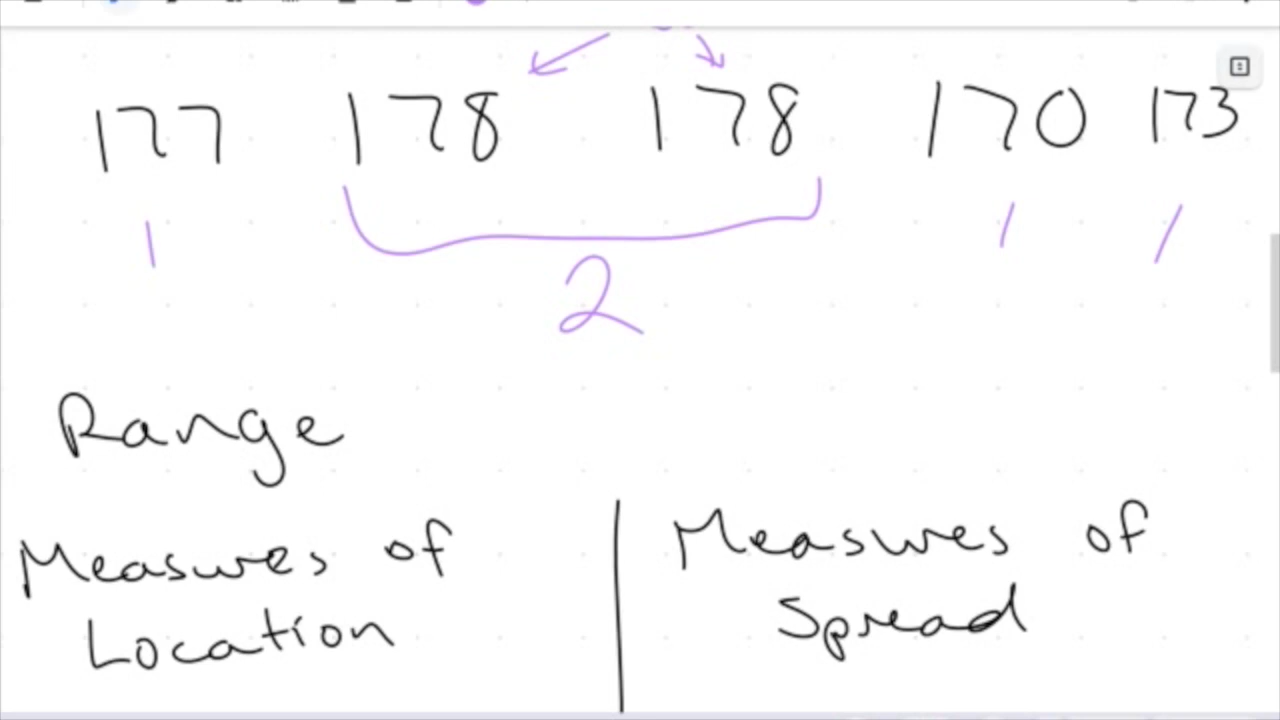 177 178 178 170 173
1 2 1 1
Range
Measures of
Location
Measures of
Spread